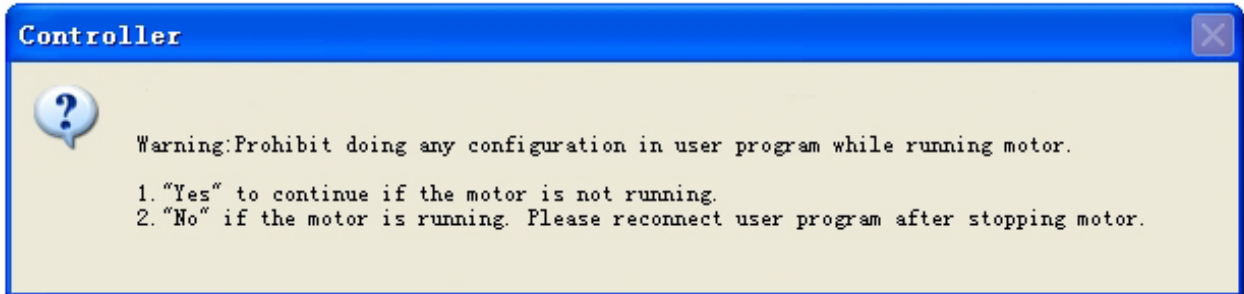 Controller
Warning:Prohibit doing any configuration in user program while running motor.
1."Yes" to continue if the motor is not running.
2."No" if the motor is running. Please reconnect user program after stopping motor.